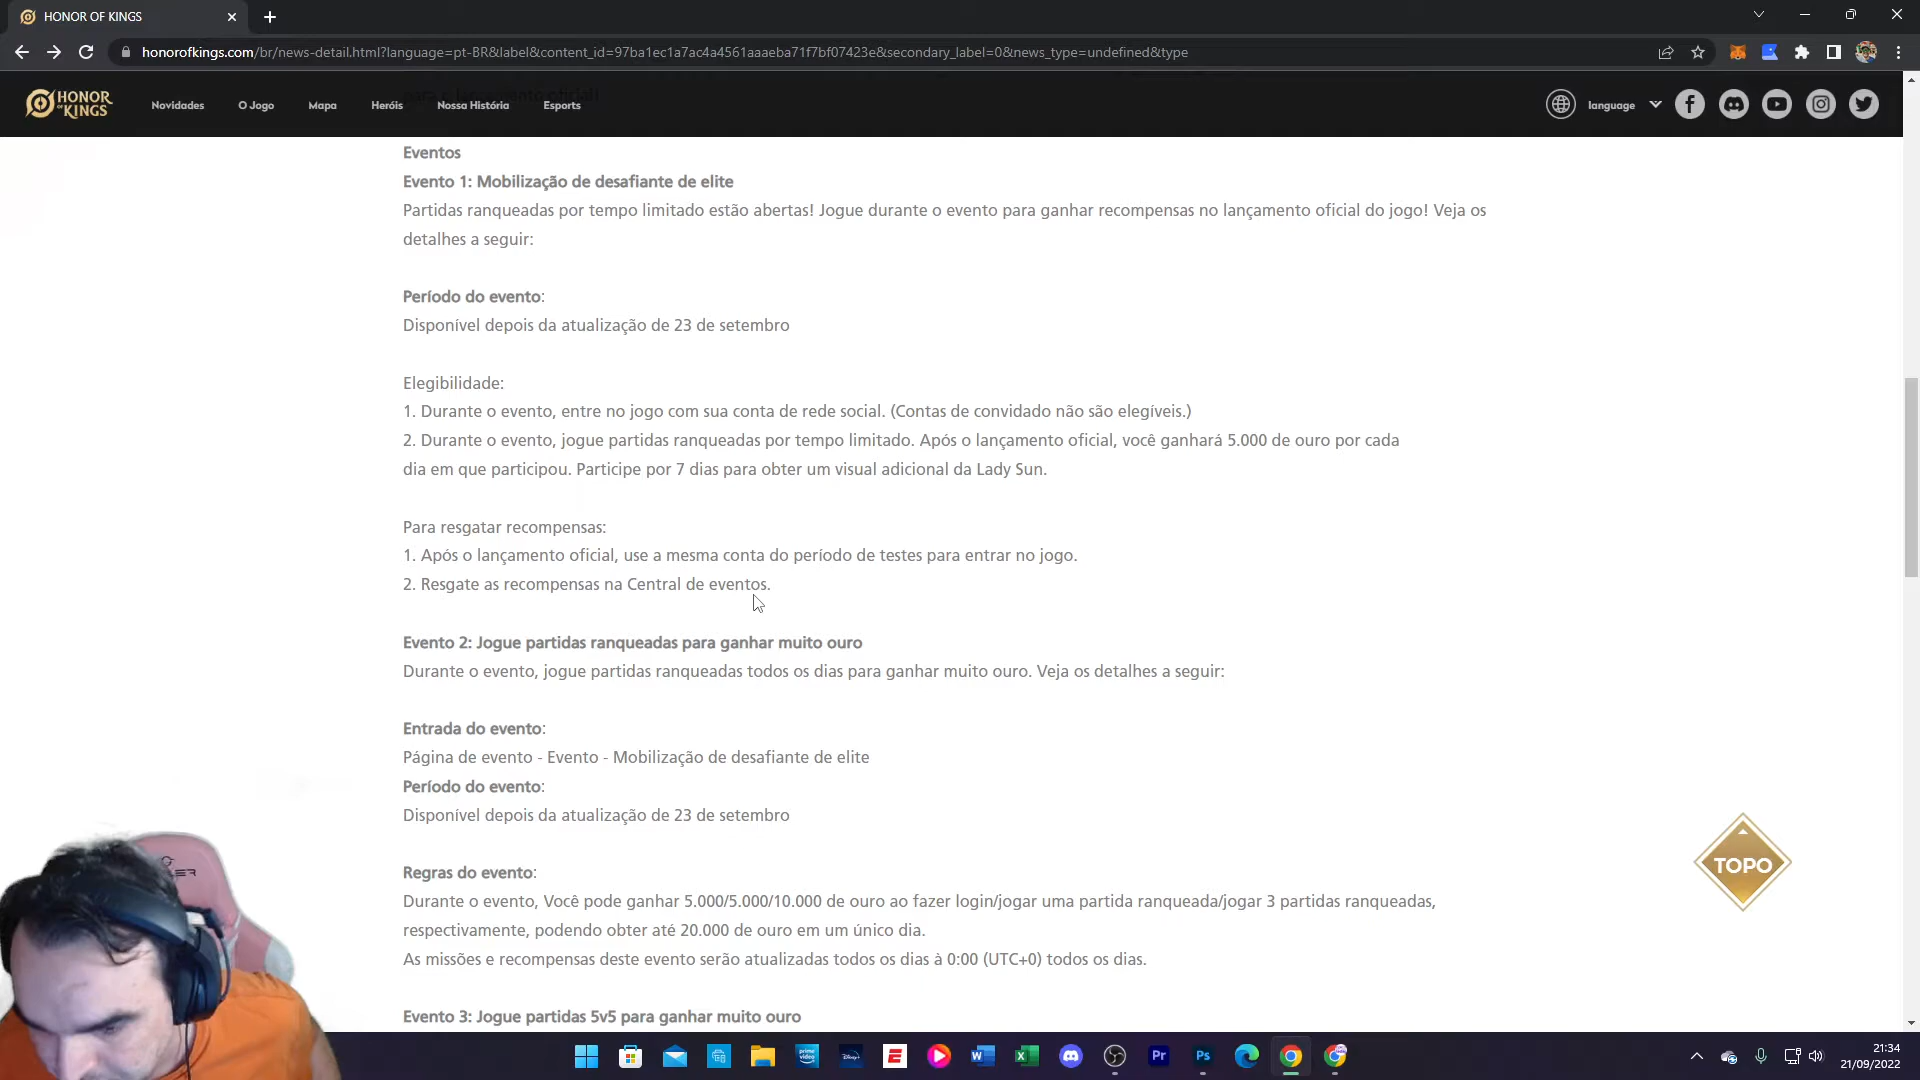 HONOR OF KINGS
honorofkings.com/br/news-detail.html?language=pt-BR&label&content_id=97ba1ec1a7ac4a4561aaaeba71f7bf07423e&secondary_label=0&news_type=undefined&type
HONOR OF KINGS
Novidades
O Jogo
Mapa
Heróis
Nossa História
Esports
language
Eventos
Evento 1: Mobilização de desafiante de elite
Partidas ranqueadas por tempo limitado estão abertas! Jogue durante o evento para ganhar recompensas no lançamento oficial do jogo! Veja os
detalhes a seguir:
Período do evento:
Disponível depois da atualização de 23 de setembro
Elegibilidade:
1. Durante o evento, entre no jogo com sua conta de rede social. (Contas de convidado não são elegíveis.)
2. Durante o evento, jogue partidas ranqueadas por tempo limitado. Após o lançamento oficial, você ganhará 5.000 de ouro por cada
dia em que participou. Participe por 7 dias para obter um visual adicional da Lady Sun.
Para resgatar recompensas:
1. Após o lançamento oficial, use a mesma conta do período de testes para entrar no jogo.
2. Resgate as recompensas na Central de eventos.
Evento 2: Jogue partidas ranqueadas para ganhar muito ouro
Durante o evento, jogue partidas ranqueadas todos os dias para ganhar muito ouro. Veja os detalhes a seguir:
Entrada do evento:
Página de evento - Evento - Mobilização de desafiante de elite
Período do evento:
Disponível depois da atualização de 23 de setembro
Regras do evento:
Durante o evento, Você pode ganhar 5.000/5.000/10.000 de ouro ao fazer login/jogar uma partida ranqueada/jogar 3 partidas ranqueadas,
respectivamente, podendo obter até 20.000 de ouro em um único dia.
As missões e recompensas deste evento serão atualizadas todos os dias à 0:00 (UTC+0) todos os dias.
Evento 3: Jogue partidas 5v5 para ganhar muito ouro
TOPO
21:34
21/09/2022